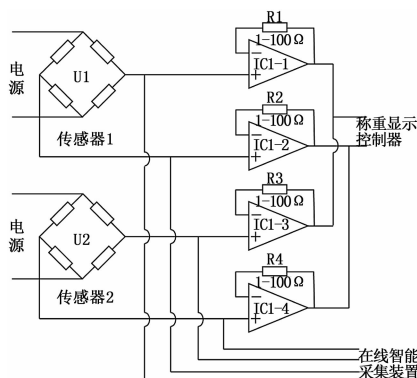 R1
1-100Ω
电源
U1
IC1-1
传感器1
R2
1-100Ω
IC1-2
称重显示
控制器
R3
1-100Ω
电源
U2
IC1-3
传感器2
R4
1-100Ω
IC1-4
在线智能
采集装置